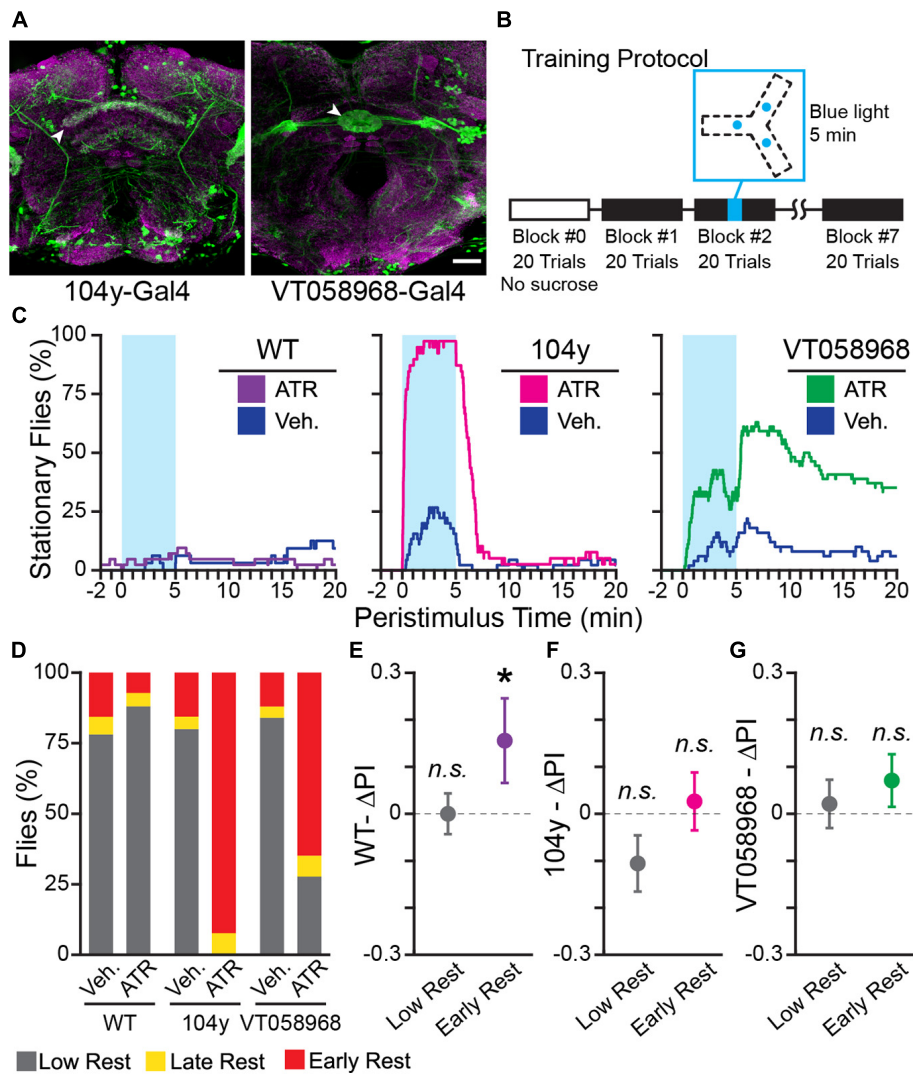 A
B
104y-Gal4
VT058968-Gal4
Training Protocol
Blue light
5 min
Block #0
20 Trials
No sucrose
Block #1
20 Trials
Block #2
20 Trials
Block #7
20 Trials
C
Stationary Flies (%)
100
75
50
25
0
WT
ATR
Veh.
-2 0 5 10 15 20
104y
ATR
Veh.
-2 0 5 10 15 20
VT058968
ATR
Veh.
-2 0 5 10 15 20
Peristimulus Time (min)
D
Flies (%)
100
75
50
25
0
Veh. ATR Veh. ATR Veh. ATR
WT 104y VT058968
Low Rest Late Rest Early Rest
E
WT- ΔPI
0.3
0
-0.3
n.s.
*
Low Rest Early Rest
F
104y - ΔPI
0.3
0
-0.3
n.s.
n.s.
Low Rest Early Rest
G
VT058968 - ΔPI
0.3
0
-0.3
n.s.
n.s.
Low Rest Early Rest